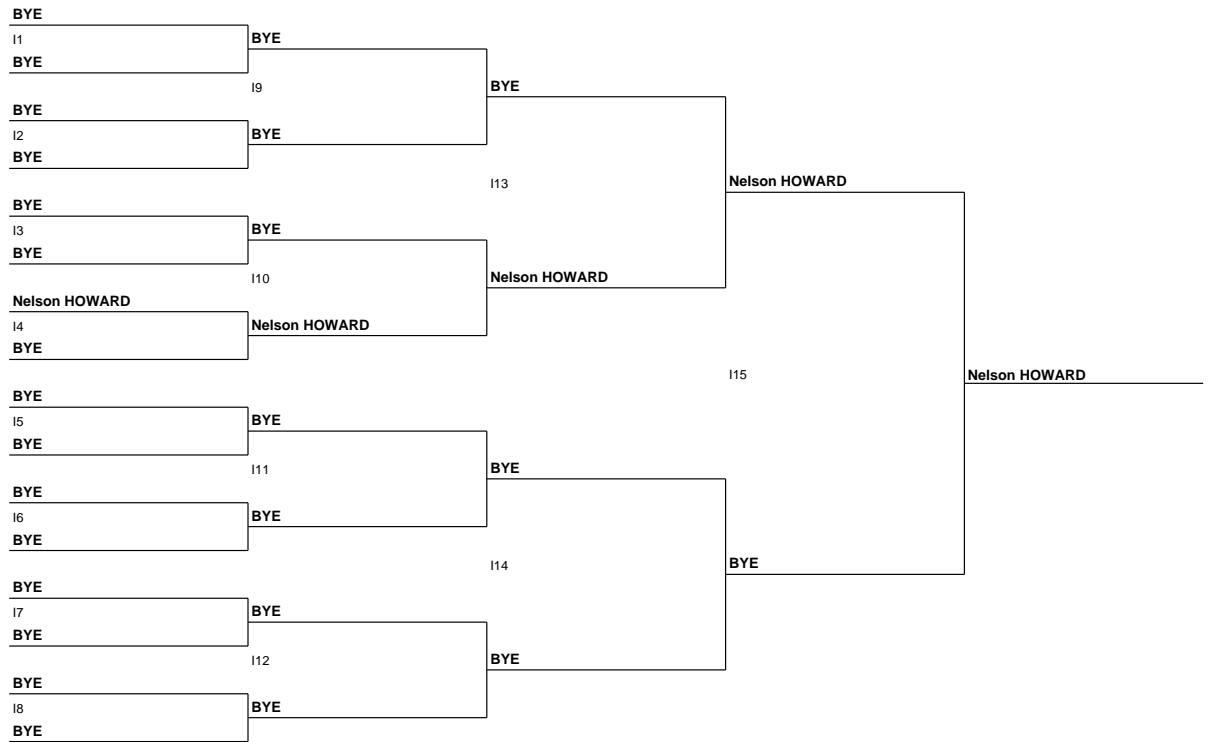 BYE
I1
BYE
BYE
I2
BYE
BYE
I3
BYE
Nelson HOWARD
I4
BYE
BYE
I5
BYE
BYE
I6
BYE
BYE
I7
BYE
BYE
I8
BYE
BYE
I9
BYE
BYE
I10
Nelson HOWARD
BYE
I11
BYE
BYE
I12
BYE
BYE
I13
Nelson HOWARD
BYE
I14
BYE
Nelson HOWARD
I15
BYE
Nelson HOWARD